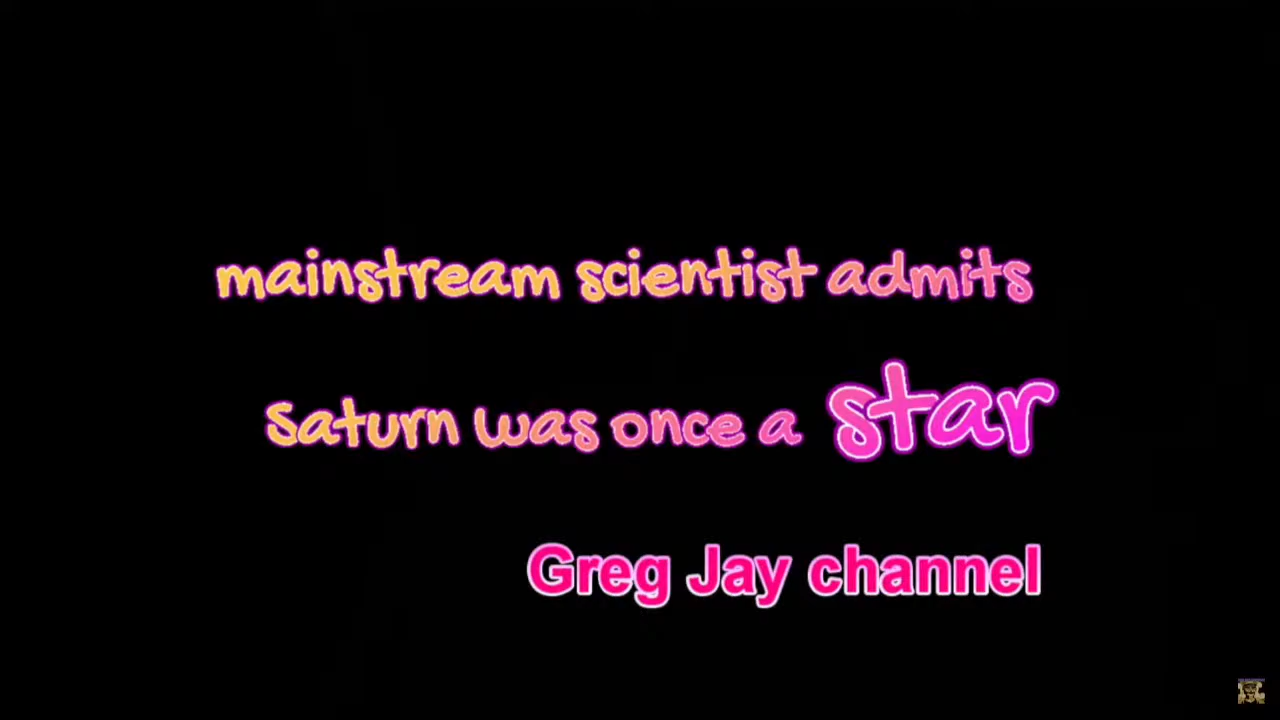 mainstream scientist admits
saturn was once a star
Greg Jay channel